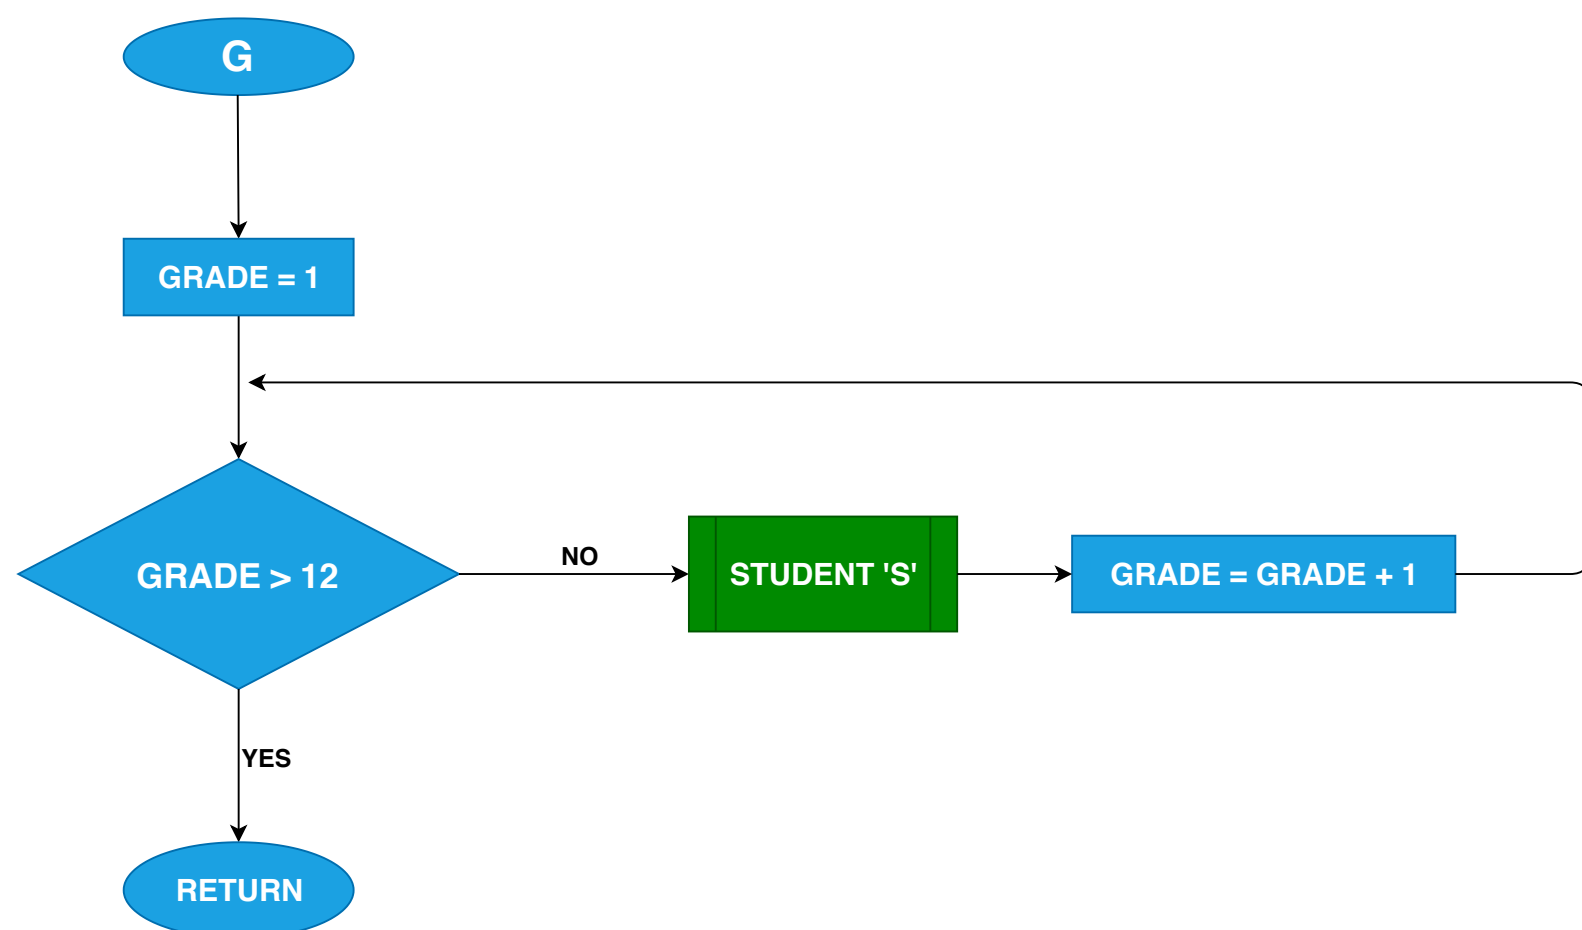 G
GRADE = 1
GRADE > 12
NO
STUDENT 'S'
GRADE = GRADE + 1
YES
RETURN